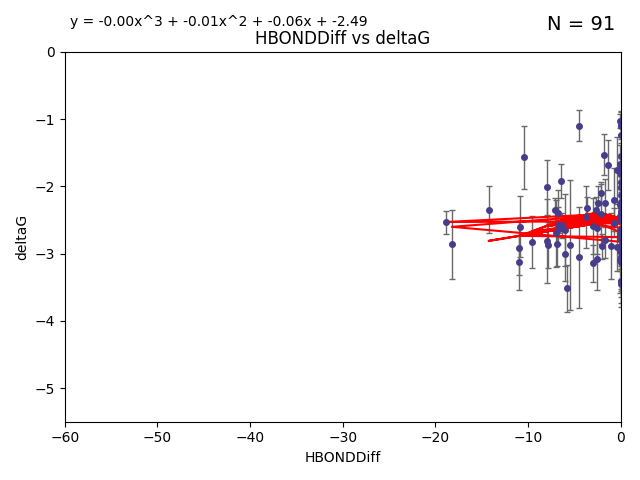 y = -0.00x^3 + -0.01x^2 + -0.06x + -2.49
N = 91
HBONDDiff vs deltaG
0
−1
−2
−3
−4
−5
deltaG
−60 −50 −40 −30 −20 −10 0
HBONDDiff